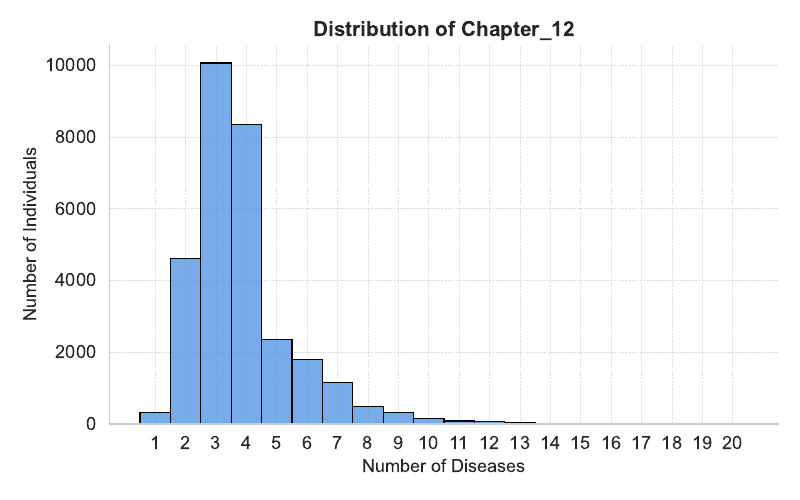 Distribution of Chapter_12
Number of Individuals
10000
8000
6000
4000
2000
0
1 2 3 4 5 6 7 8 9 10 11 12 13 14 15 16 17 18 19 20
Number of Diseases